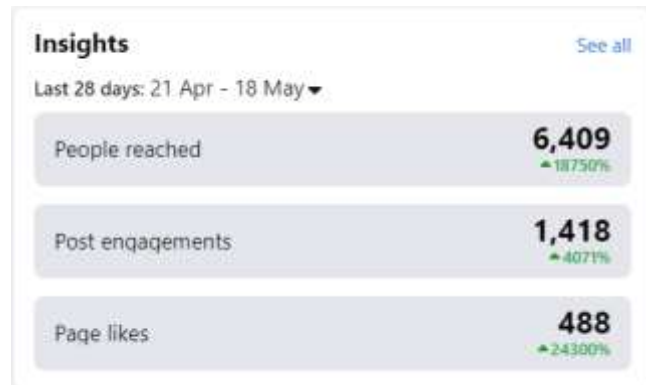 Insights
See all
Last 28 days: 21 Apr - 18 May
People reached
6,409
18750%
Post engagements
1,418
4071%
Page likes
488
24300%